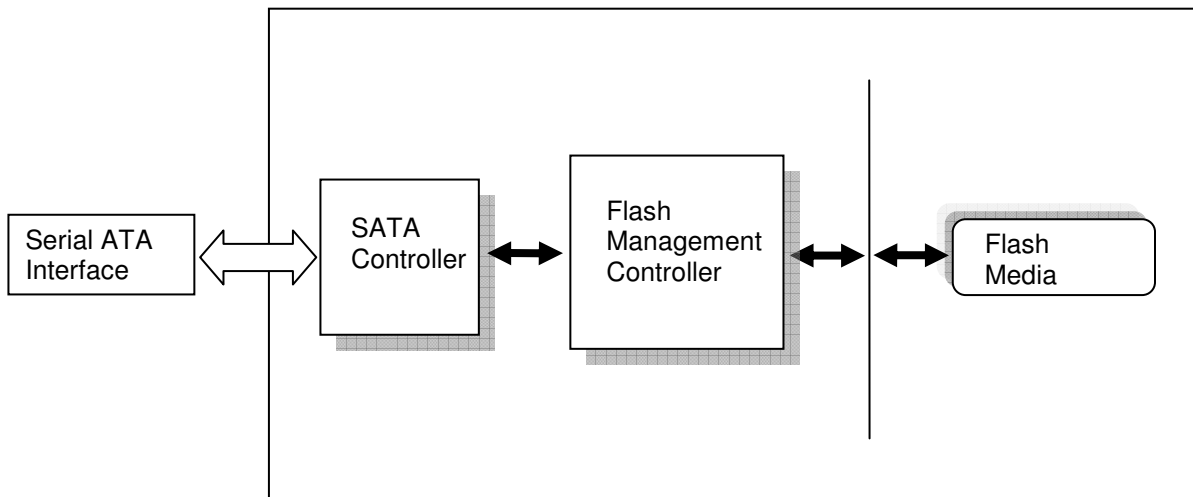 Serial ATA
Interface
SATA
Controller
Flash
Management
Controller
Flash
Media